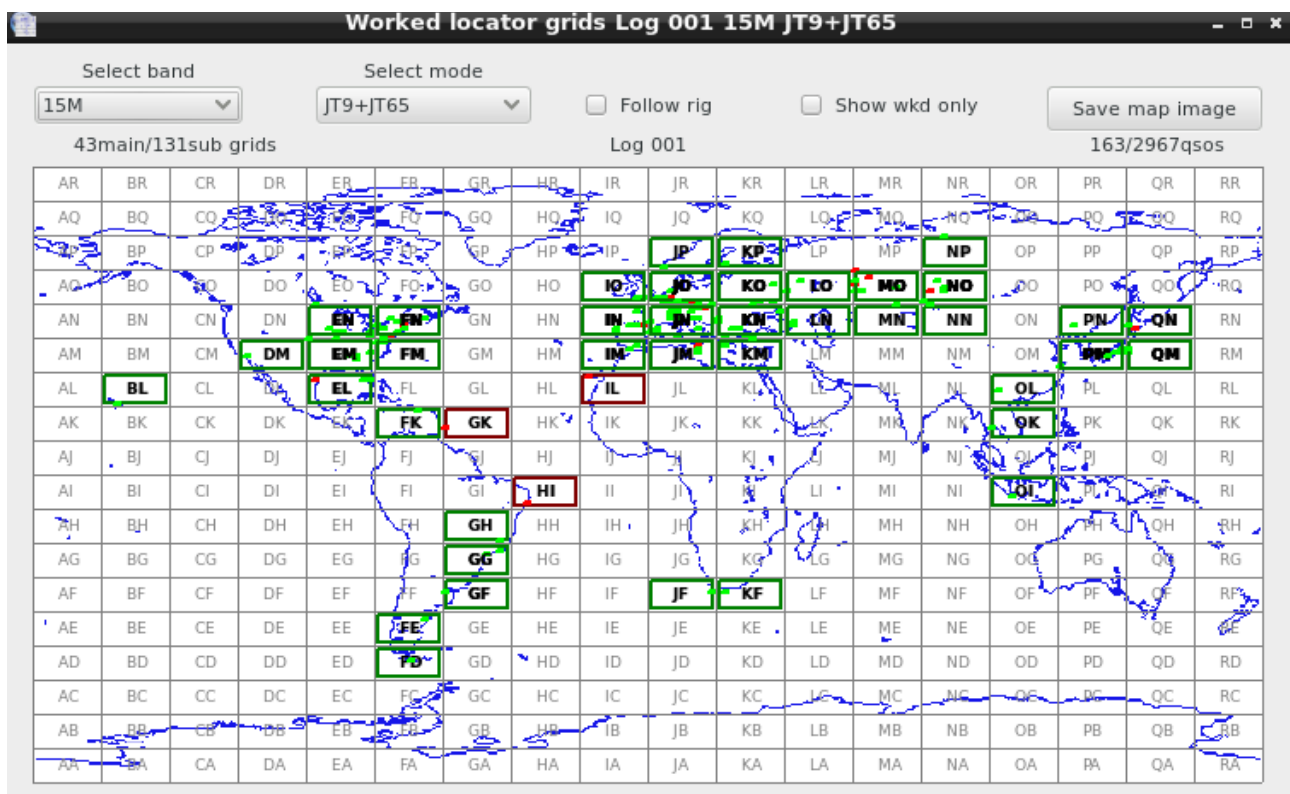 Worked locator grids Log 001 15M JT9+JT65
Select band Select mode
15M JT9+JT65 Follow rig Show wkd only Save map image
43main/131sub grids Log 001 163/2967qsos
AR BR CR DR ER FR GR HR IR JR KR LR MR NR OR PR QR RR
AQ BQ CQ DQ EQ FQ GQ HQ IQ JQ KQ LQ MQ NQ OQ PQ QQ RQ
AP BP CP DP EP FP GP HP IP JP KP LP MP NP OP PP QP RP
AO BO CO DO EO FO GO HO IO JO KO LO MO NO OO PO QO RO
AN BN CN DN EN FN GN HN IN JN KN LN MN NN ON PN QN RN
AM BM CM DM EM FM GM HM IM JM KM LM MM NM OM PM QM RM
AL BL CL DL EL FL GL HL IL JL KL LL ML NL OL PL QL RL
AK BK CK DK EK FK GK HK IK JK KK LK MK NK OK PK QK RK
AJ BJ CJ DJ EJ FJ GJ HJ IJ JJ KJ LJ MJ NJ OJ PJ QJ RJ
AI BI CI DI EI FI GI HI II JI KI LI MI NI OI PI QI RI
AH BH CH DH EH FH GH HH IH JH KH LH MH NH OH PH QH RH
AG BG CG DG EG FG GG HG IG JG KG LG MG NG OG PG QG RG
AF BF CF DF EF FF GF HF IF JF KF LF MF NF OF PF QF RF
AE BE CE DE EE FE GE HE IE JE KE LE ME NE OE PE QE RE
AD BD CD DD ED FD GD HD ID JD KD LD MD ND OD PD QD RD
AC BC CC DC EC FC GC HC IC JC KC LC MC NC OC PC QC RC
AB BB CB DB EB FB GB HB IB JB KB LB MB NB OB PB QB RB
AA BA CA DA EA FA GA HA IA JA KA LA MA NA OA PA QA RA